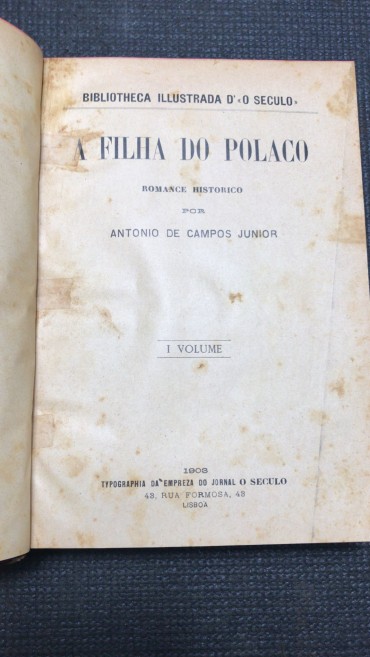 BIBLIOTHECA ILLUSTRADA D'«O SECULO»
A FILHA DO POLACO
ROMANCE HISTORICO
POR
ANTONIO DE CAMPOS JUNIOR
I VOLUME
1903
TYPOGRAPHIA DA EMPREZA DO JORNAL O SECULO
43, RUA FORMOSA, 43
LISBOA